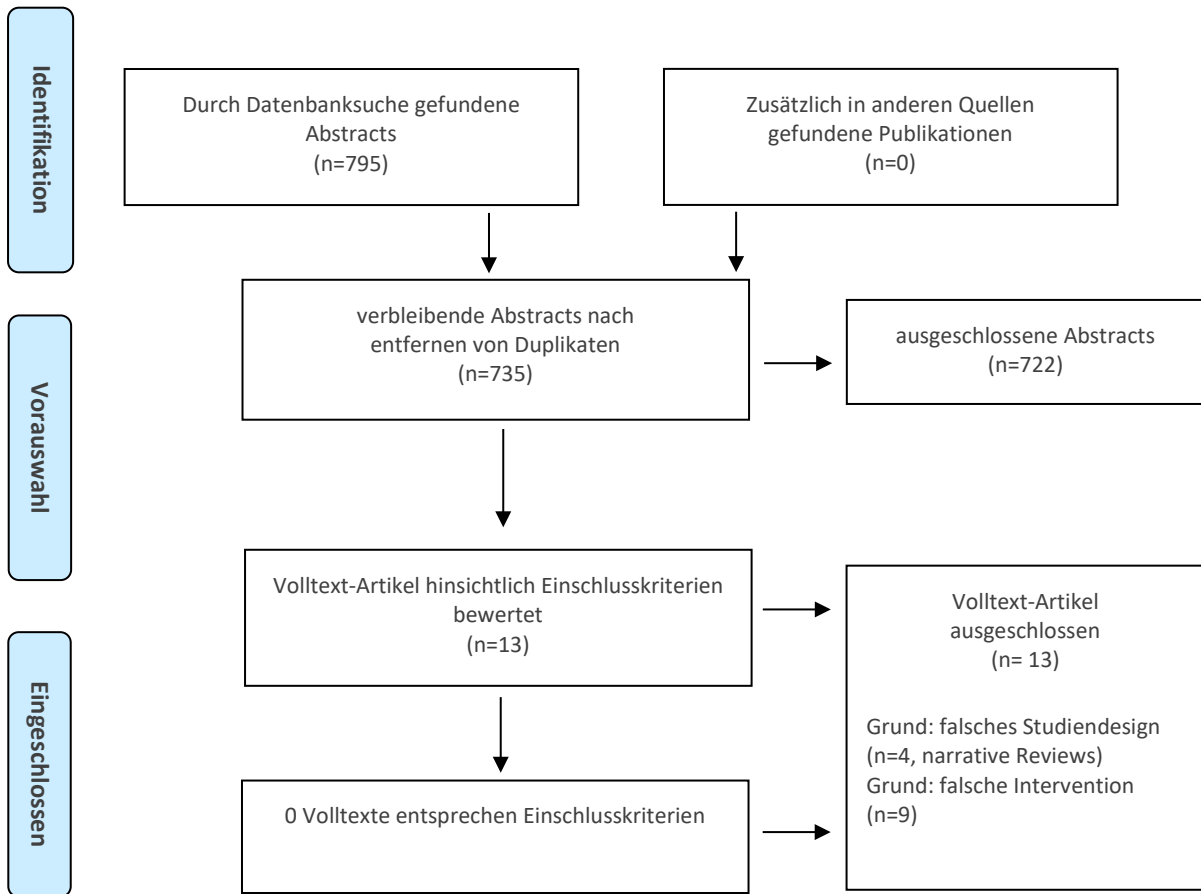 Identifikation
Durch Datenbanksuche gefundene
Abstracts
(n=795)
Zusätzlich in anderen Quellen
gefundene Publikationen
(n=0)
Vorauswahl
verbleibende Abstracts nach
entfernen von Duplikaten
(n=735)
ausgeschlossene Abstracts
(n=722)
Volltext-Artikel hinsichtlich Einschlusskriterien
bewertet
(n=13)
Volltext-Artikel
ausgeschlossen
(n= 13)
Grund: falsches Studiendesign
(n=4, narrative Reviews)
Grund: falsche Intervention
(n=9)
Eingeschlossen
0 Volltexte entsprechen Einschlusskriterien